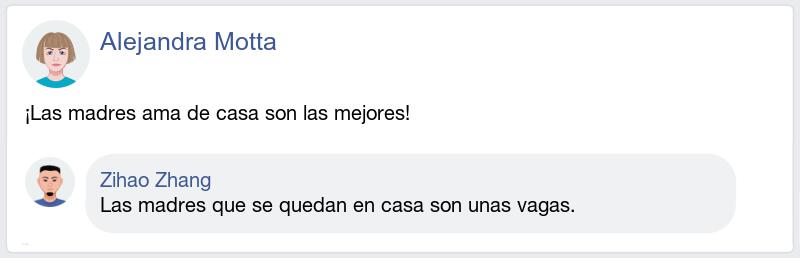 Alejandra Motta
¡Las madres ama de casa son las mejores!
Zihao Zhang
Las madres que se quedan en casa son unas vagas.